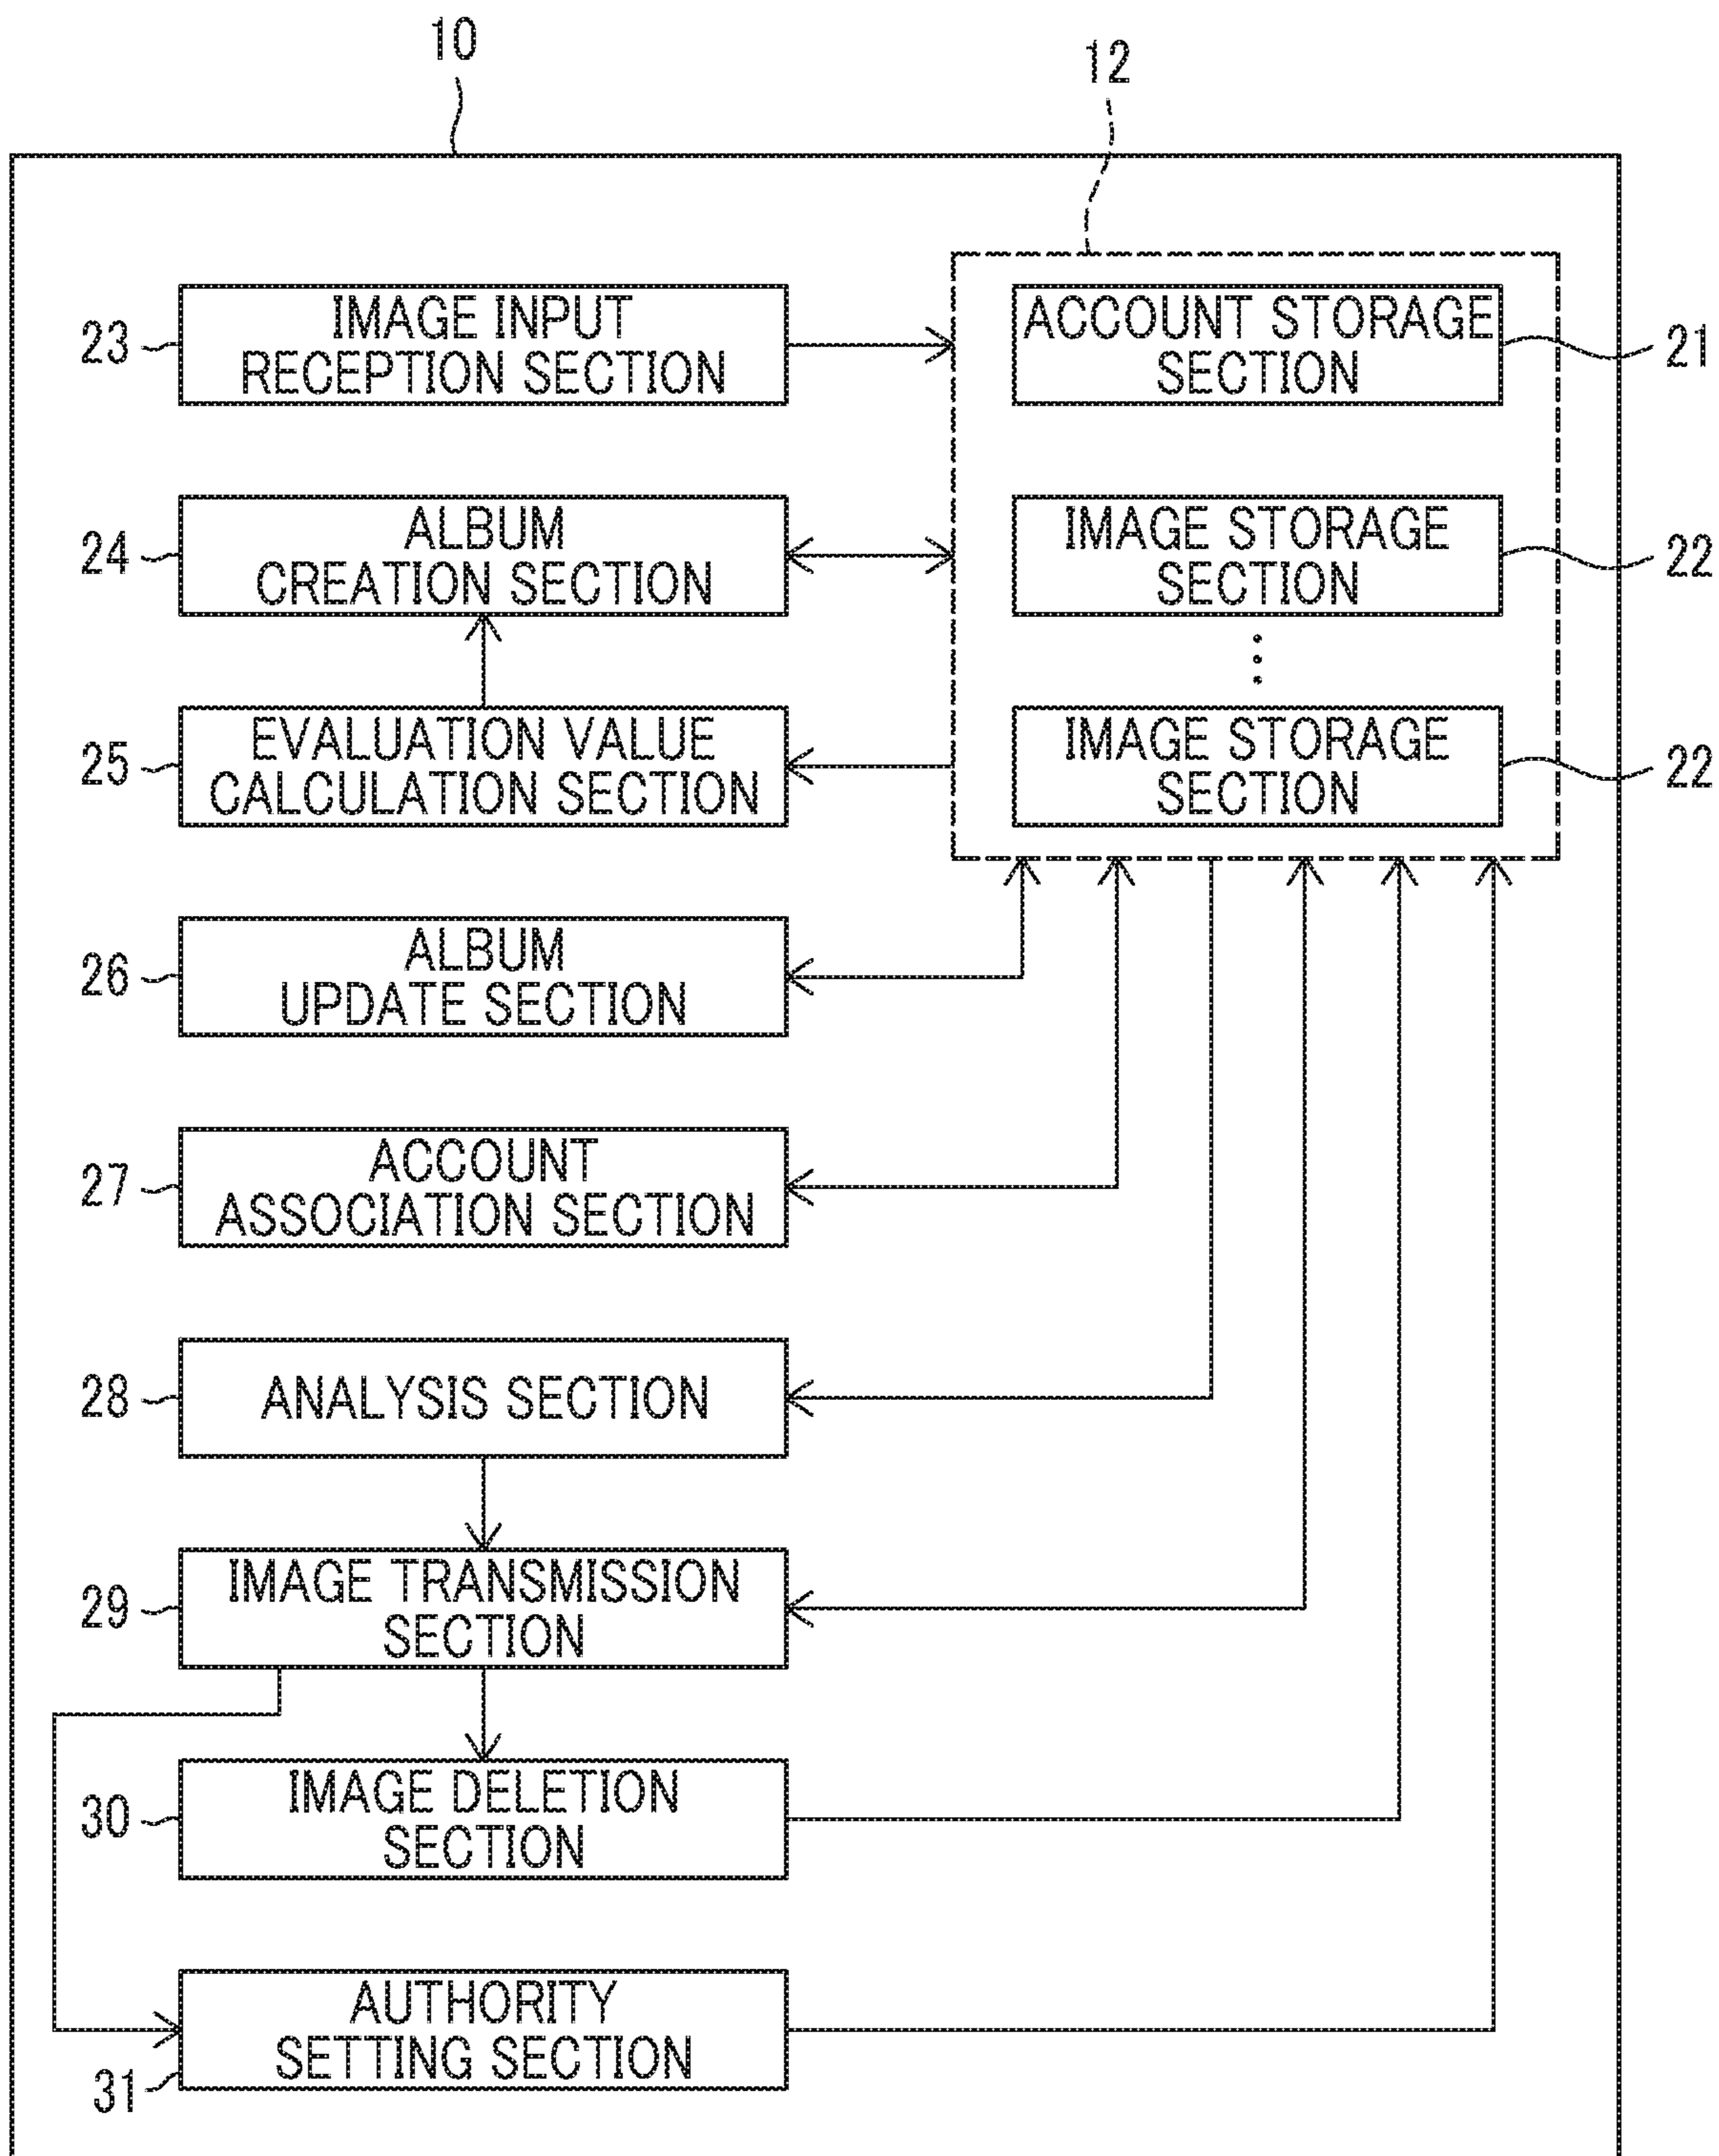 10
12
23
IMAGE INPUT
RECEPTION SECTION
ACCOUNT STORAGE
SECTION
21
24
ALBUM
CREATION SECTION
IMAGE STORAGE
SECTION
22
25
EVALUATION VALUE
CALCULATION SECTION
IMAGE STORAGE
SECTION
22
26
ALBUM
UPDATE SECTION
27
ACCOUNT
ASSOCIATION SECTION
28
ANALYSIS SECTION
29
IMAGE TRANSMISSION
SECTION
30
IMAGE DELETION
SECTION
31
AUTHORITY
SETTING SECTION